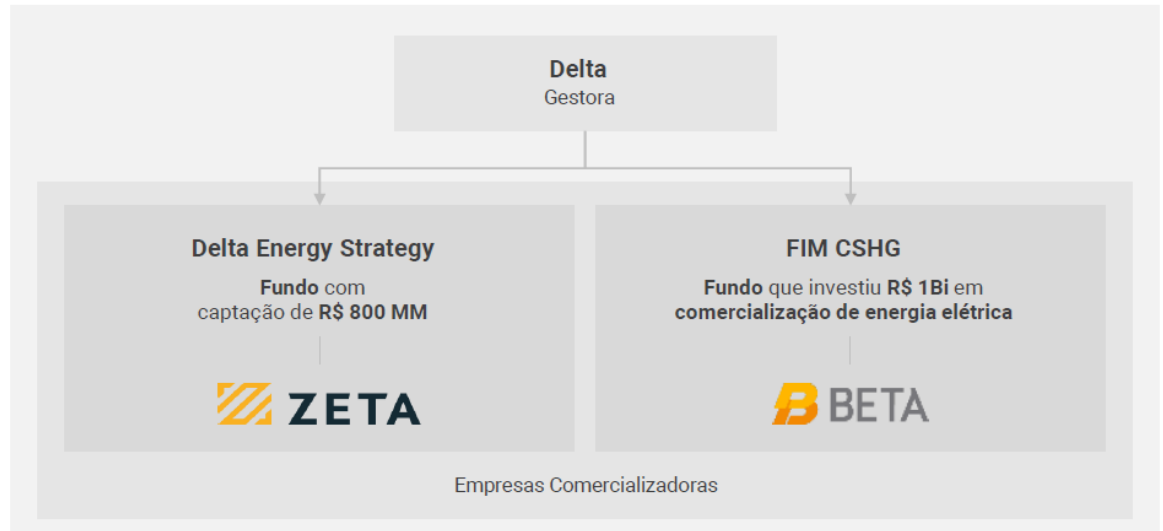 Delta
Gestora
Delta Energy Strategy
Fundo com
captação de R$ 800 MM
ZETA
FIM CSHG
Fundo que investiu R$ 1Bi em
comercialização de energia elétrica
BETA
Empresas Comercializadoras